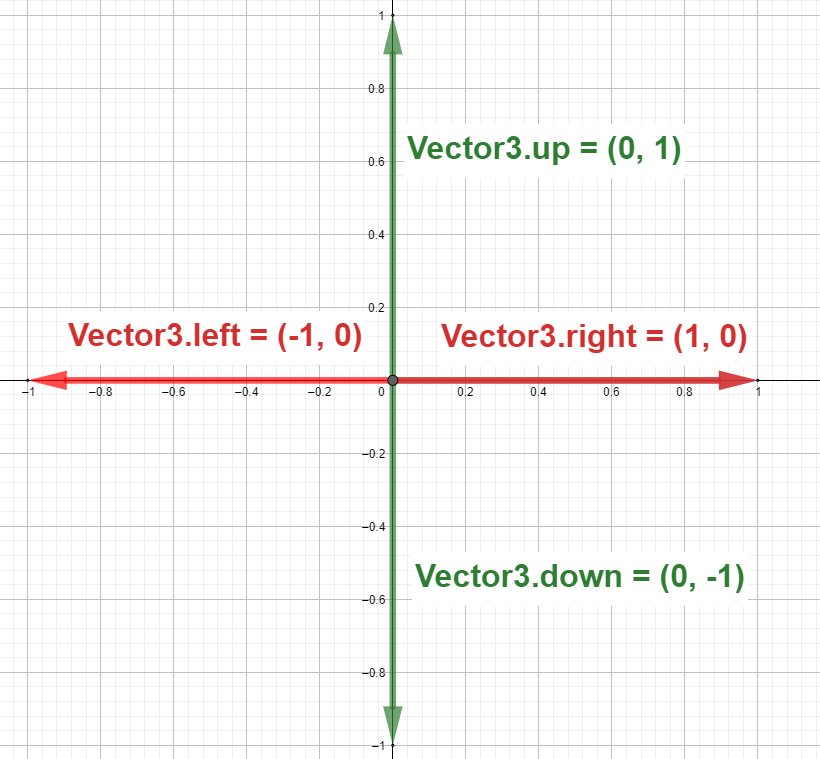 1
0.8
Vector3.up = (0, 1)
0.6
0.4
0.2
Vector3.left = (-1, 0)
Vector3.right = (1, 0)
−1 −0.8 −0.6 −0.4 −0.2 0 0.2 0.4 0.6 0.8 1
−0.2
−0.4
Vector3.down = (0, -1)
−0.6
−0.8
−1